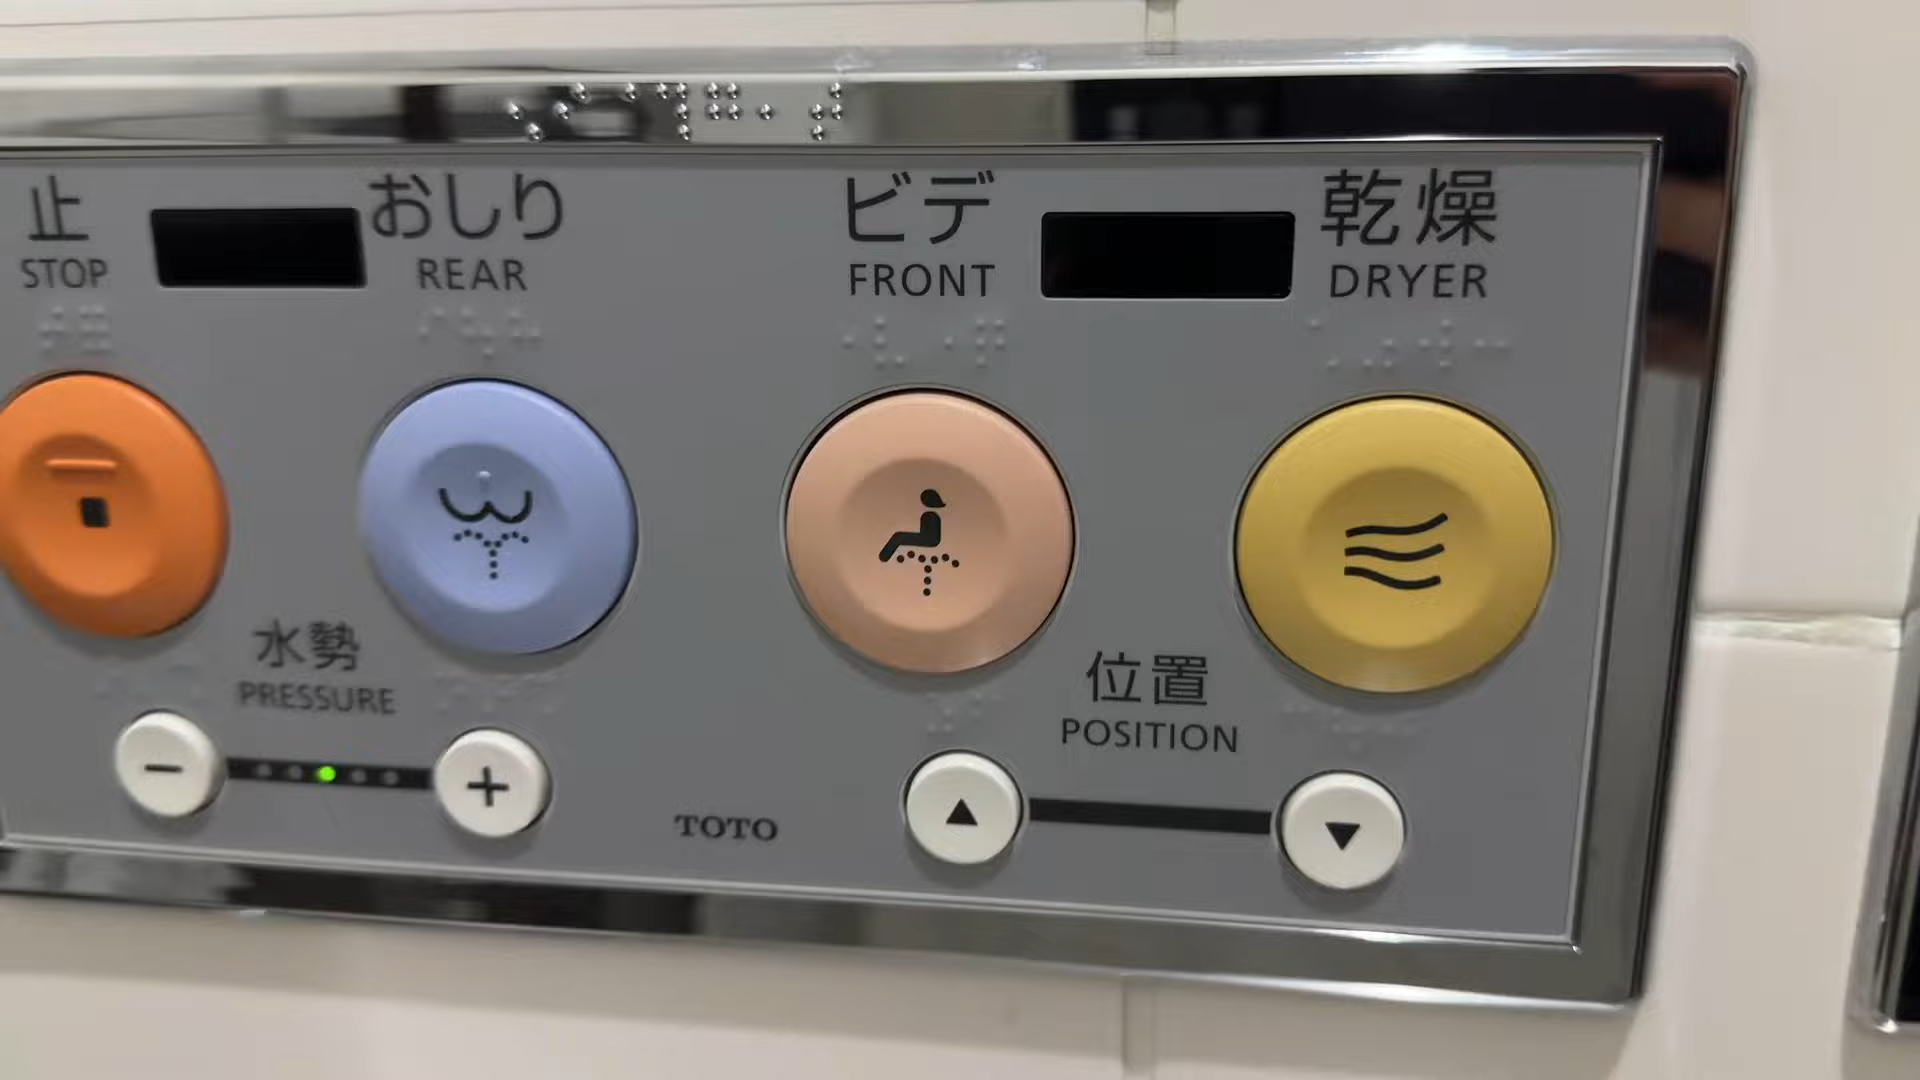 止
STOP
おしり
REAR
ビデ
FRONT
乾燥
DRYER
水勢
PRESSURE
位置
POSITION
− +
▲ ▼
TOTO